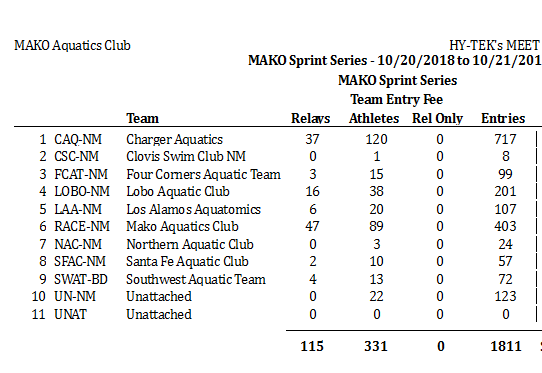 MAKO Aquatics Club HY-TEK's MEET
MAKO Sprint Series - 10/20/2018 to 10/21/201
MAKO Sprint Series
Team Entry Fee
Team Relays Athletes Rel Only Entries
1 CAQ-NM Charger Aquatics 37 120 0 717
2 CSC-NM Clovis Swim Club NM 0 1 0 8
3 FCAT-NM Four Corners Aquatic Team 3 15 0 99
4 LOBO-NM Lobo Aquatic Club 16 38 0 201
5 LAA-NM Los Alamos Aquatomics 6 20 0 107
6 RACE-NM Mako Aquatics Club 47 89 0 403
7 NAC-NM Northern Aquatic Club 0 3 0 24
8 SFAC-NM Santa Fe Aquatic Club 2 10 0 57
9 SWAT-BD Southwest Aquatic Team 4 13 0 72
10 UN-NM Unattached 0 22 0 123
11 UNAT Unattached 0 0 0 0
115 331 0 1811